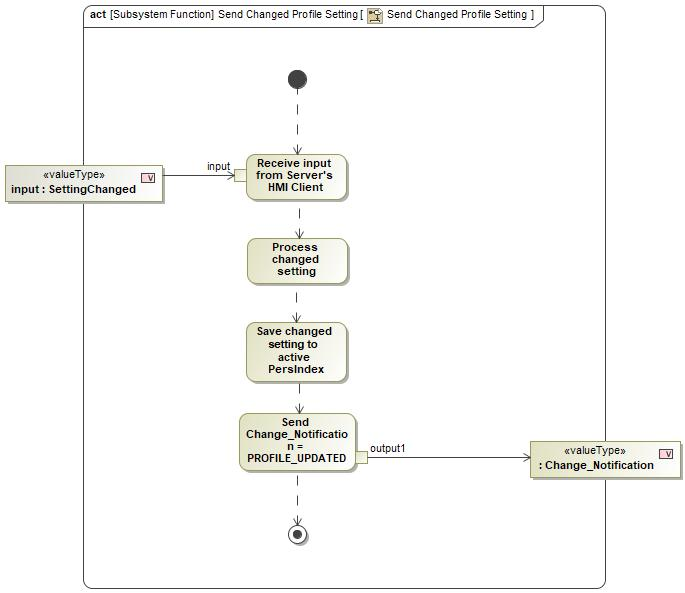 act [Subsystem Function] Send Changed Profile Setting [ Send Changed Profile Setting ]
input
«valueType»
input : SettingChanged
V
Receive input
from Server's
HMI Client
Process
changed
setting
Save changed
setting to
active
PersIndex
Send
Change_Notificatio
n =
PROFILE_UPDATED
output1
«valueType»
: Change_Notification
V